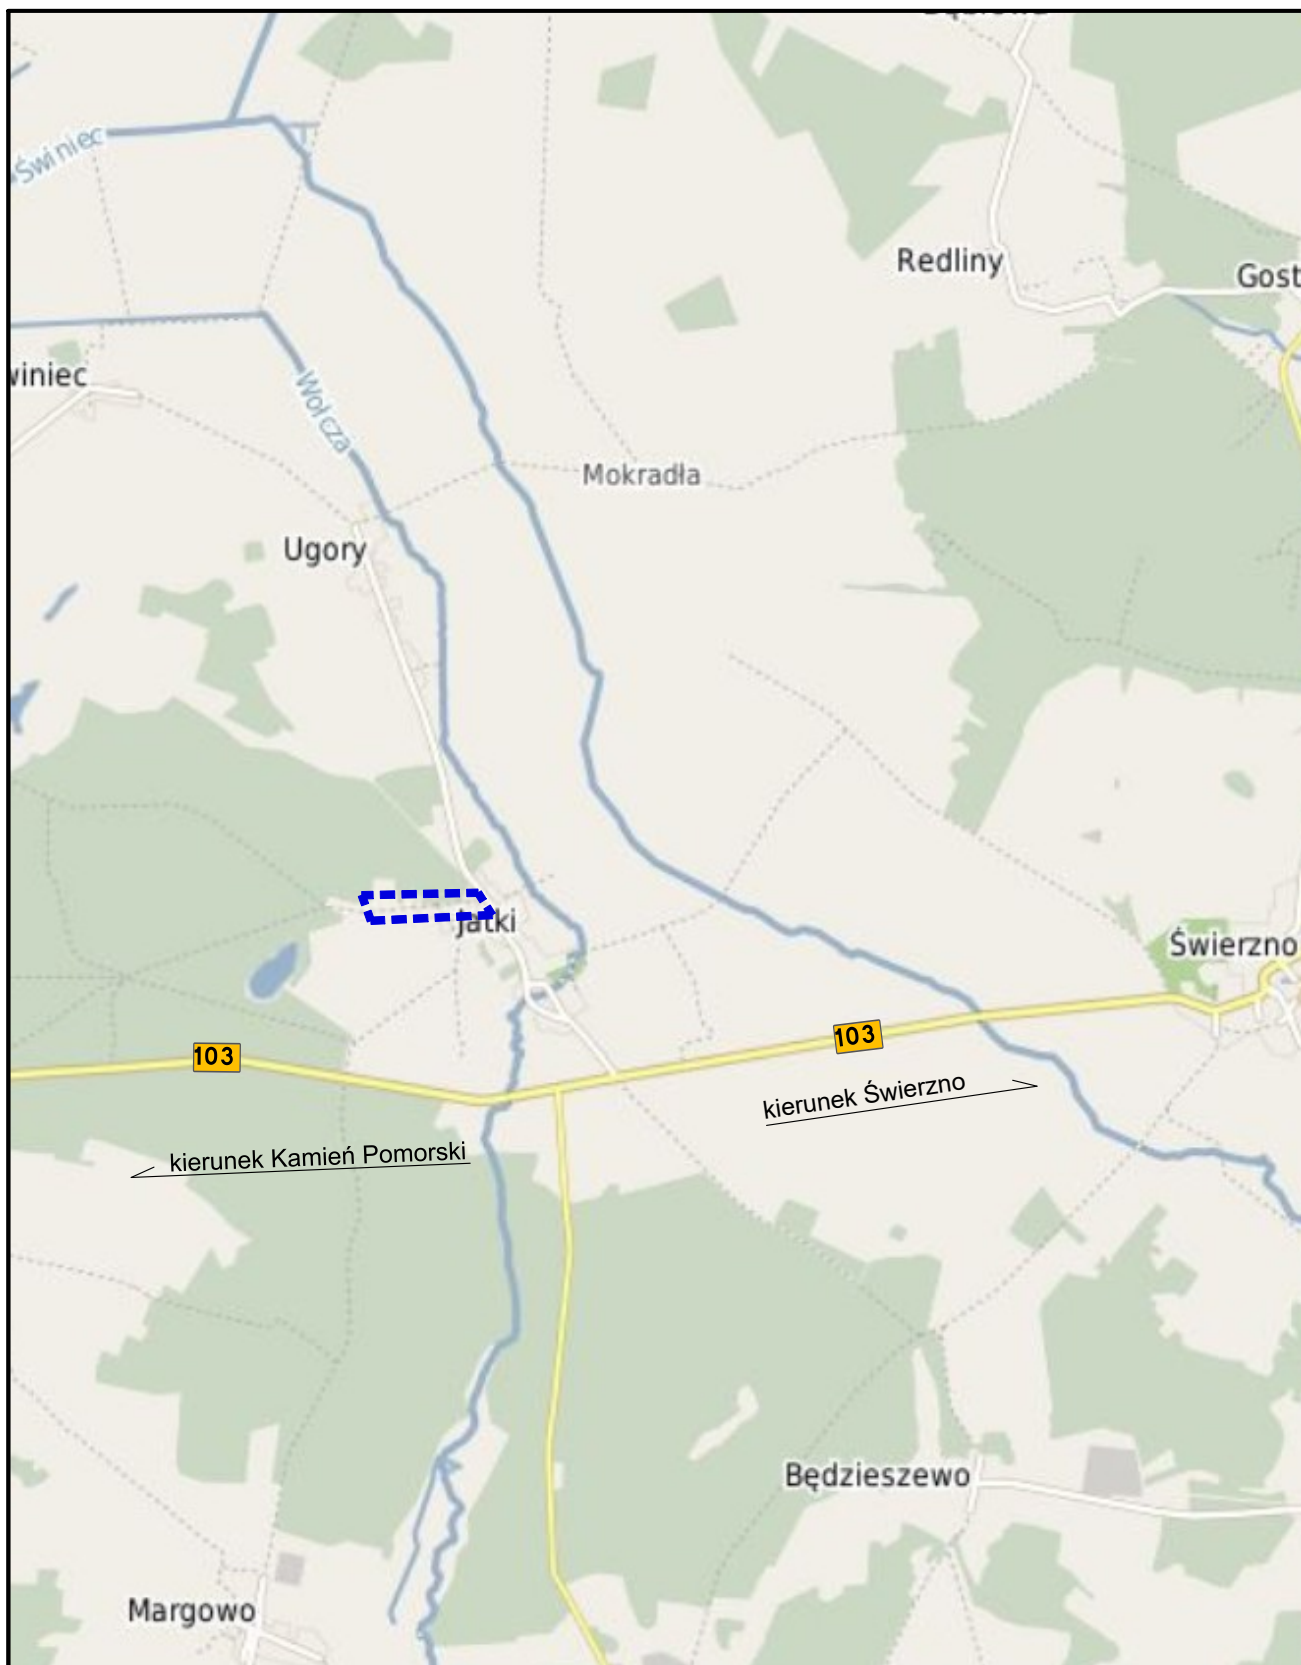 Świniec
Redliny
Gost
winiec
Wołcza
Mokradła
Ugory
Jatki
Świerzno
103
103
kierunek Świerzno
kierunek Kamień Pomorski
Będzieszewo
Margowo